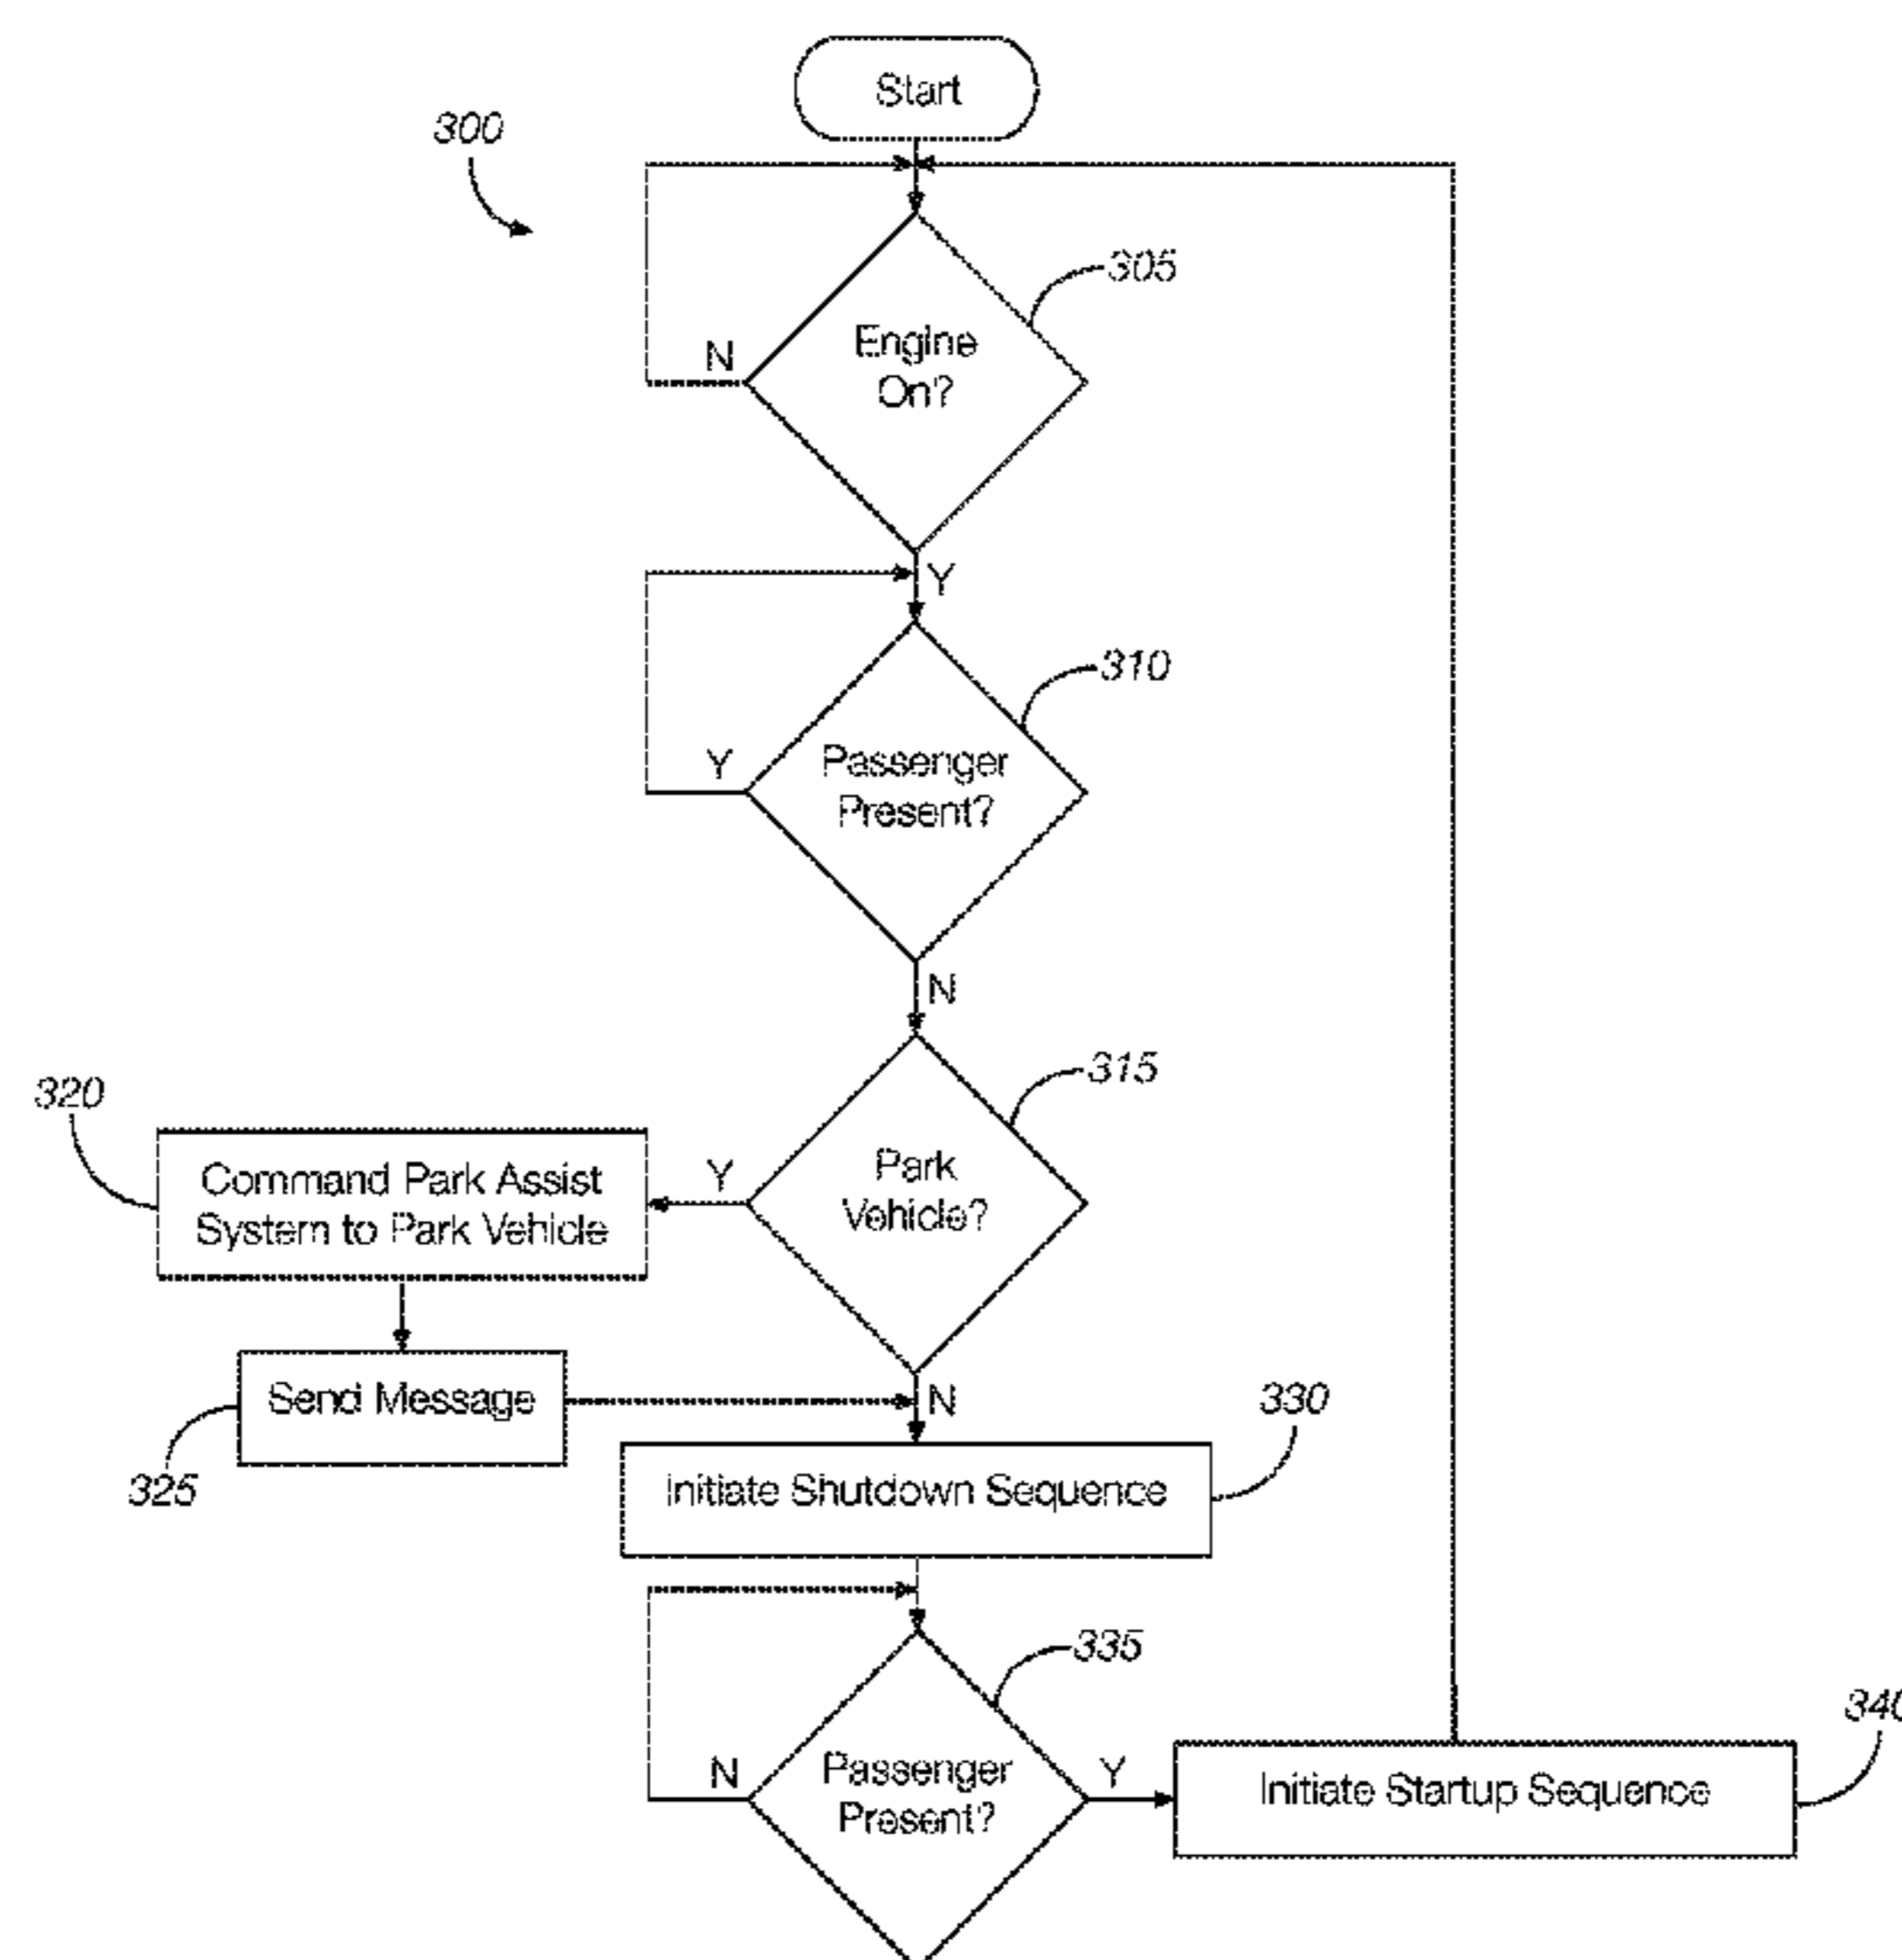 Start
300
305
Engine
On?
N
Y
310
Passenger
Present?
Y
N
315
Park
Vehicle?
Y
320
Command Park Assist
System to Park Vehicle
Send Message
325
N
330
Initiate Shutdown Sequence
335
Passenger
Present?
N
Y
340
Initiate Startup Sequence